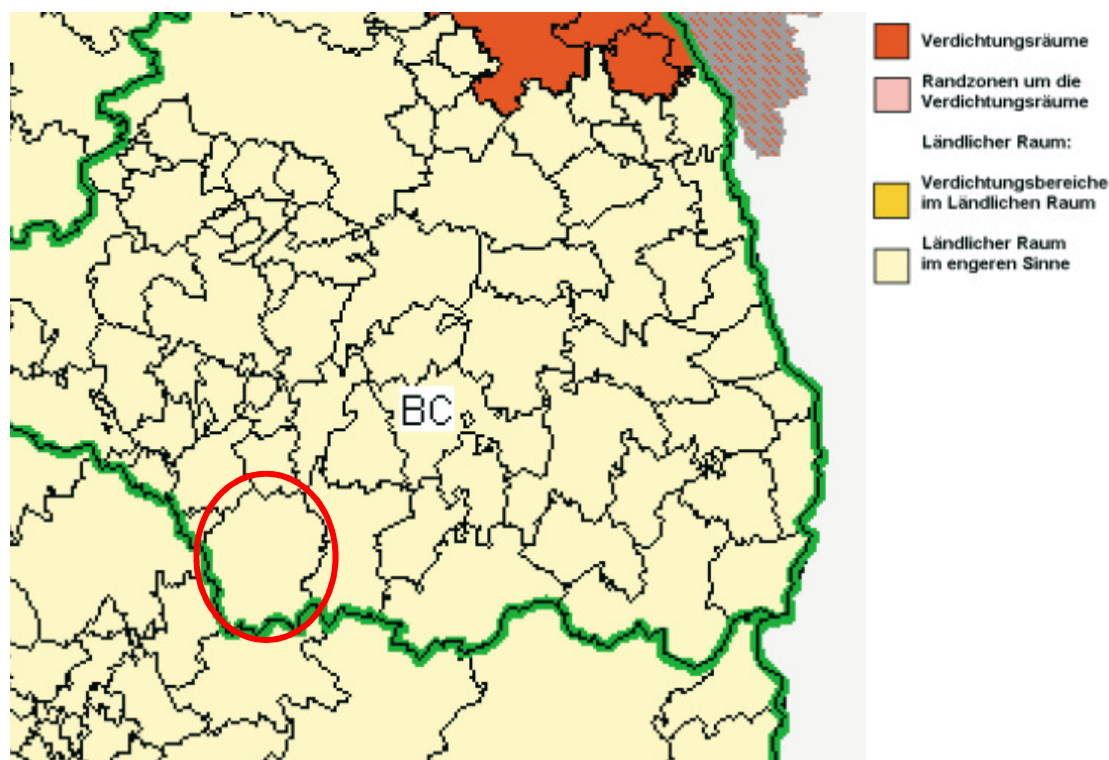 BC
Verdichtungsräume
Randzonen um die
Verdichtungsräume
Ländlicher Raum:
Verdichtungsbereiche
im Ländlichen Raum
Ländlicher Raum
im engeren Sinne